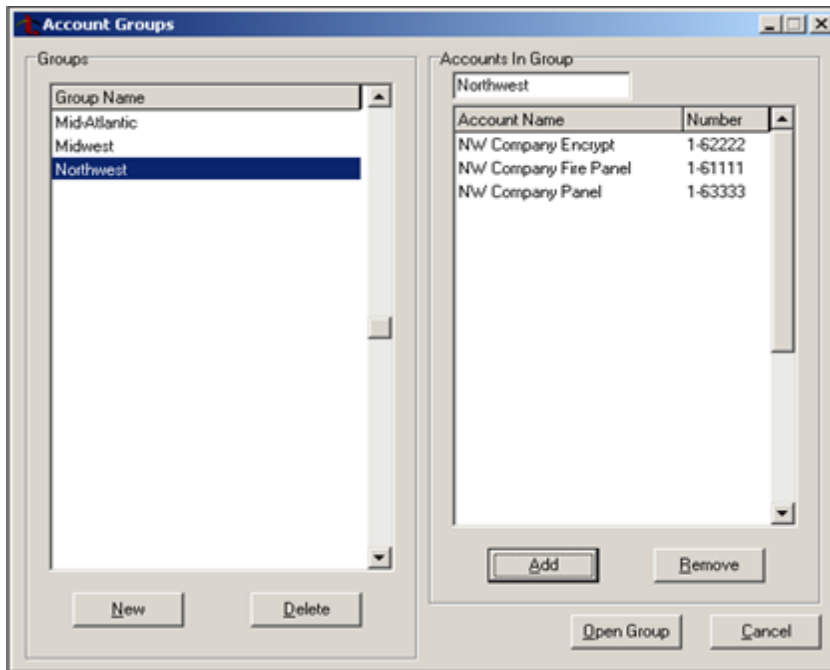 Account Groups
Groups
Group Name
Mid-Atlantic
Midwest
Northwest
New
Delete
Accounts In Group
Northwest
Account Name Number
NW Company Encrypt 1-62222
NW Company Fire Panel 1-61111
NW Company Panel 1-63333
Add
Remove
Open Group
Cancel